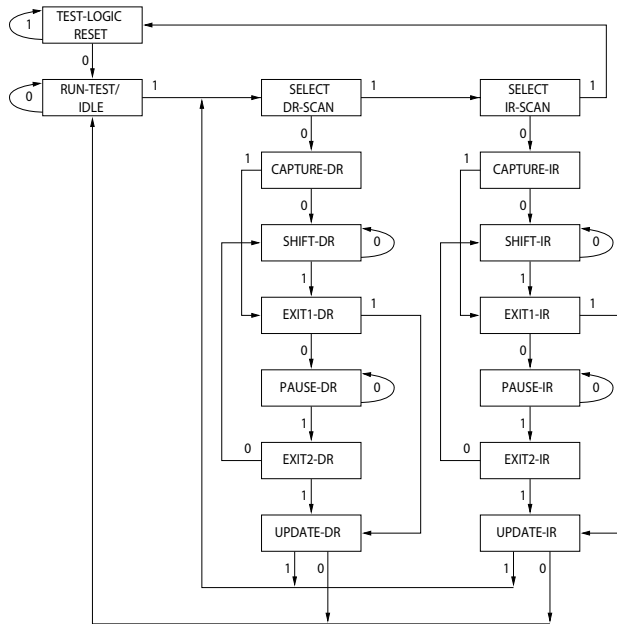 TEST-LOGIC
RESET
1
0
RUN-TEST/
IDLE
0
1
SELECT
DR-SCAN
1
SELECT
IR-SCAN
1
0
0
1
CAPTURE-DR
1
CAPTURE-IR
0
0
SHIFT-DR
0
SHIFT-IR
0
1
1
EXIT1-DR
1
EXIT1-IR
1
0
0
PAUSE-DR
0
PAUSE-IR
0
1
1
0
EXIT2-DR
0
EXIT2-IR
1
1
UPDATE-DR
UPDATE-IR
1
0
1
0